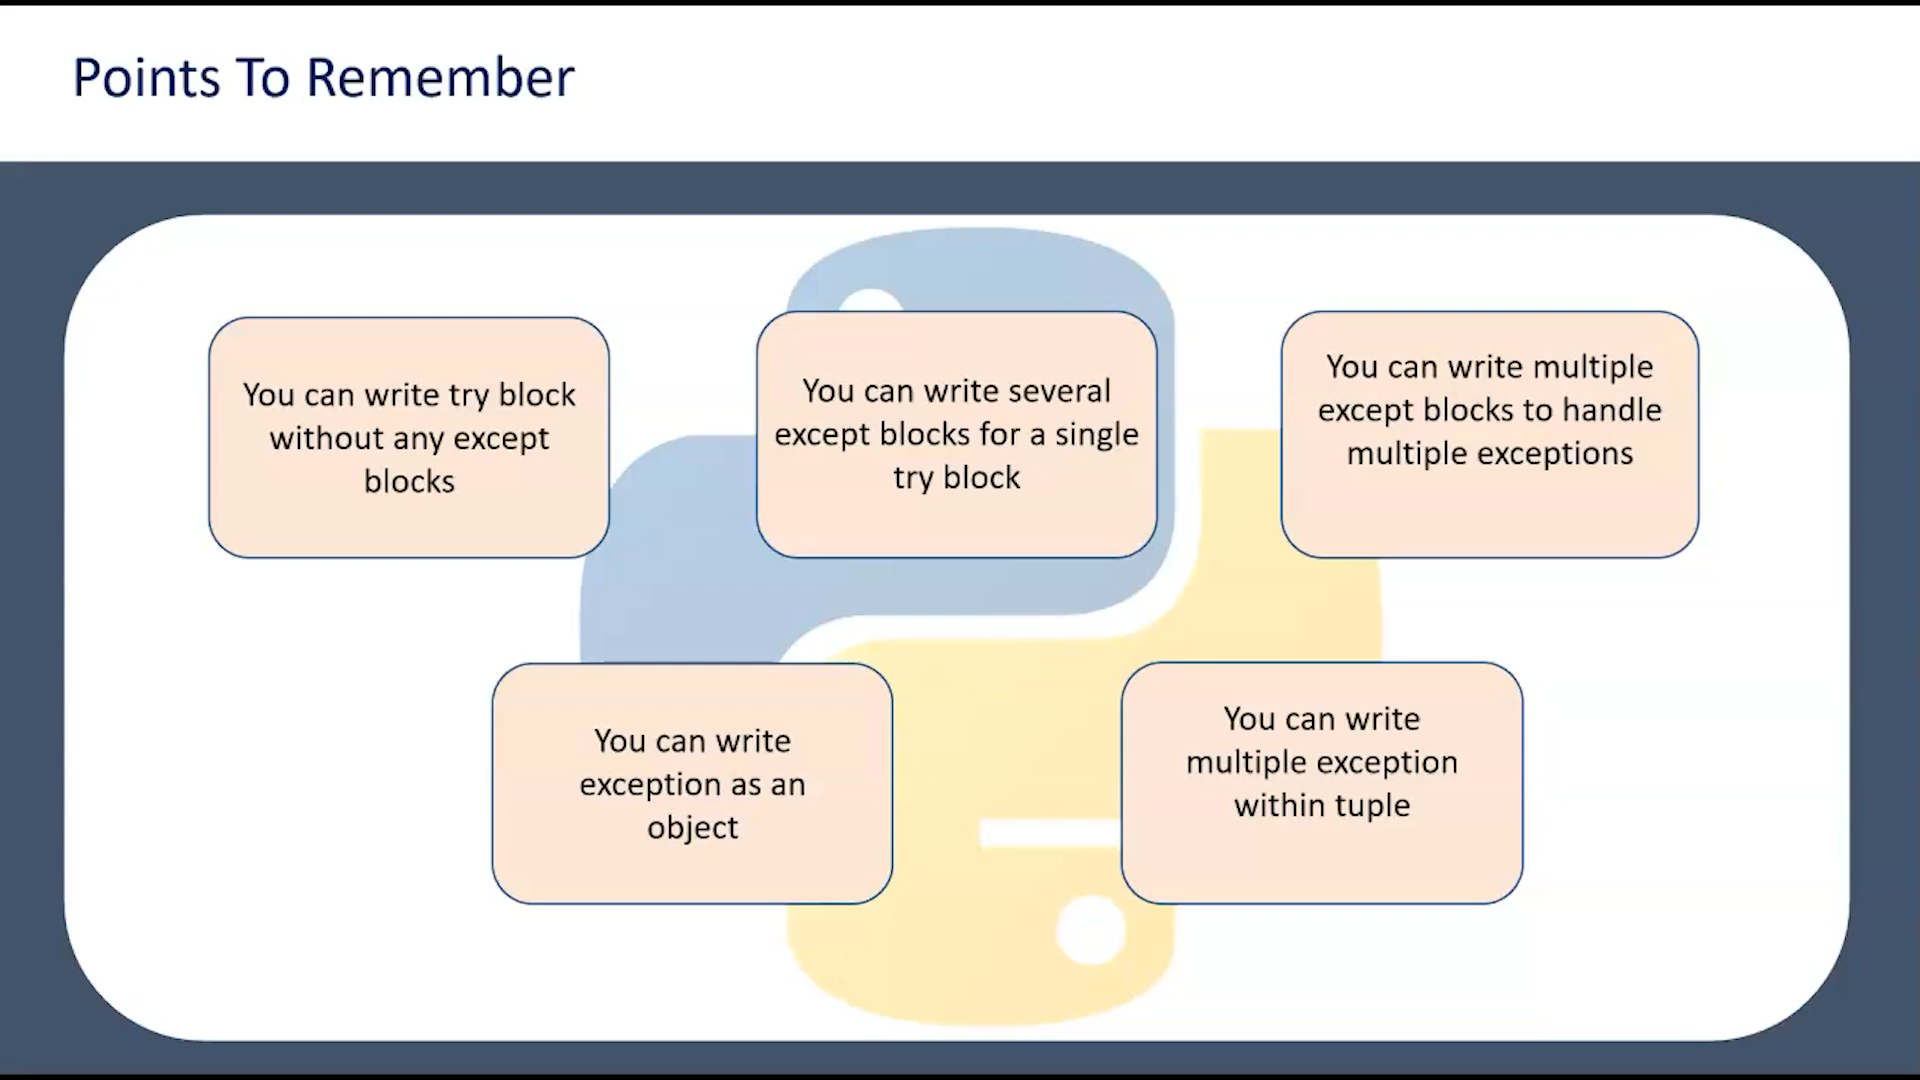 Points To Remember
You can write try block
without any except
blocks
You can write several
except blocks for a single
try block
You can write multiple
except blocks to handle
multiple exceptions
You can write
exception as an
object
You can write
multiple exception
within tuple